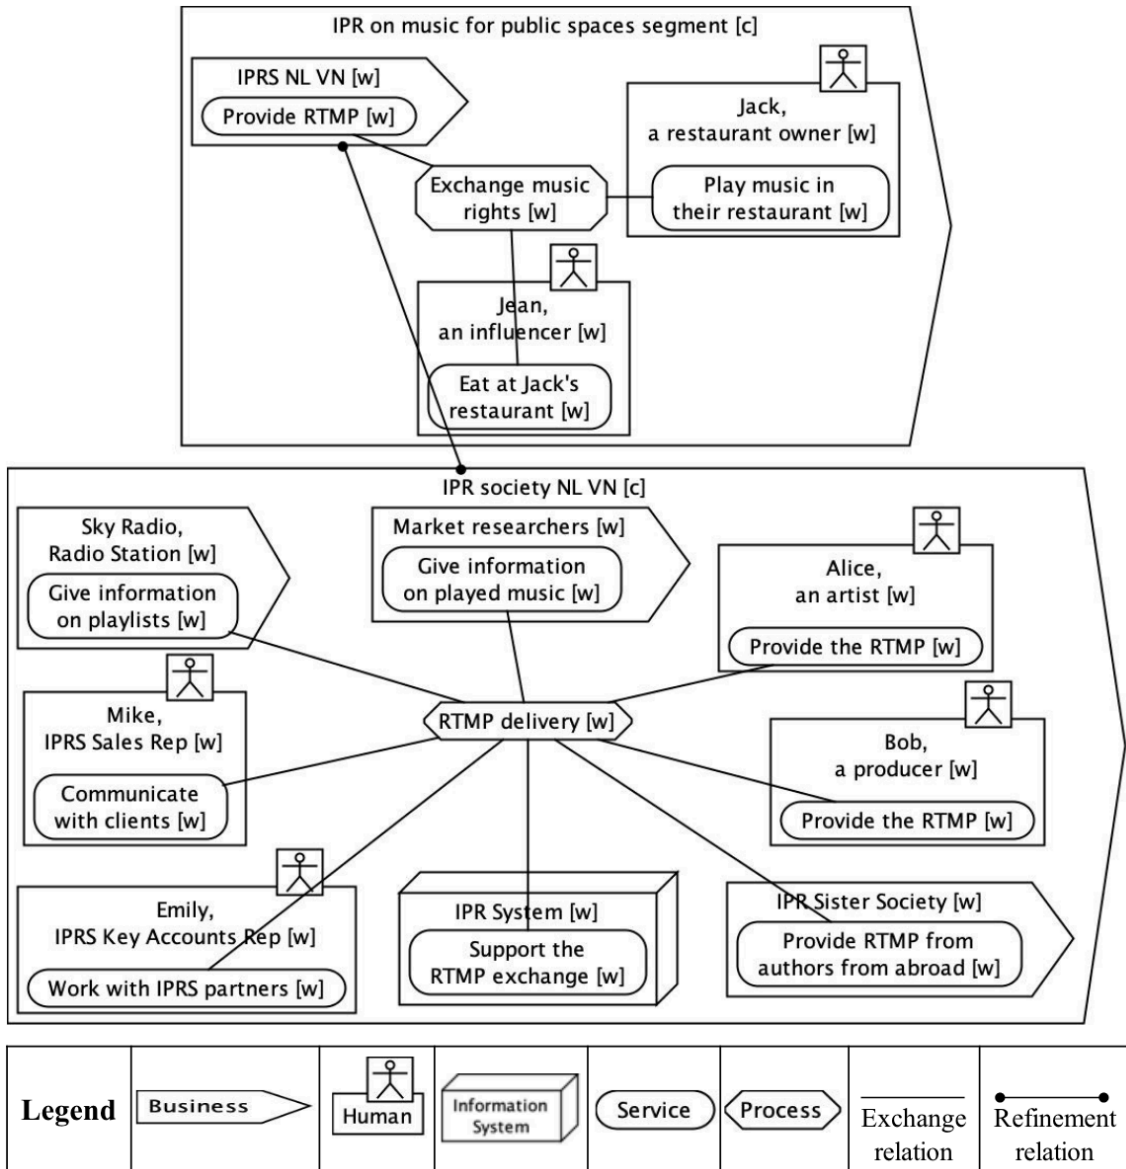 IPR on music for public spaces segment [c]
IPRS NL VN [w]
Provide RTMP [w]
Jack,
a restaurant owner [w]
Play music in
their restaurant [w]
Exchange music
rights [w]
Jean,
an influencer [w]
Eat at Jack's
restaurant [w]
IPR society NL VN [c]
Sky Radio,
Radio Station [w]
Give information
on playlists [w]
Market researchers [w]
Give information
on played music [w]
Alice,
an artist [w]
Provide the RTMP [w]
Mike,
IPRS Sales Rep [w]
Communicate
with clients [w]
RTMP delivery [w]
Bob,
a producer [w]
Provide the RTMP [w]
Emily,
IPRS Key Accounts Rep [w]
Work with IPRS partners [w]
IPR System [w]
Support the
RTMP exchange [w]
IPR Sister Society [w]
Provide RTMP from
authors from abroad [w]
Legend
Business
Human
Information
System
Service
Process
Exchange
relation
Refinement
relation